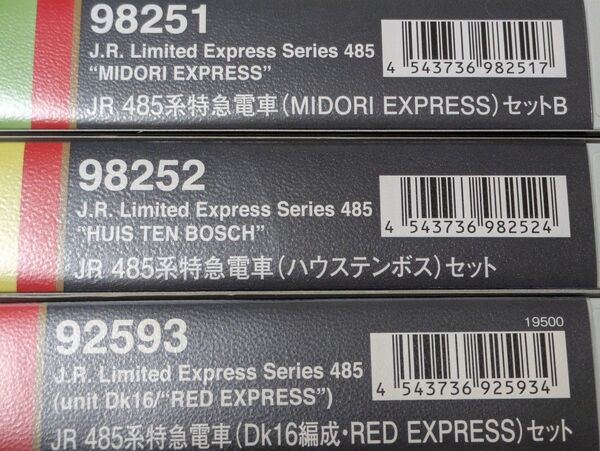 98251
J.R. Limited Express Series 485
"MIDORI EXPRESS"
4 543736 982517
JR 485系特急電車(MIDORI EXPRESS)セットB
98252
J.R. Limited Express Series 485
"HUIS TEN BOSCH"
4 543736 982524
JR 485系特急電車(ハウステンボス)セット
92593
19500
J.R. Limited Express Series 485
(unit Dk16/"RED EXPRESS")
4 543736 925934
JR 485系特急電車(Dk16編成・RED EXPRESS)セット